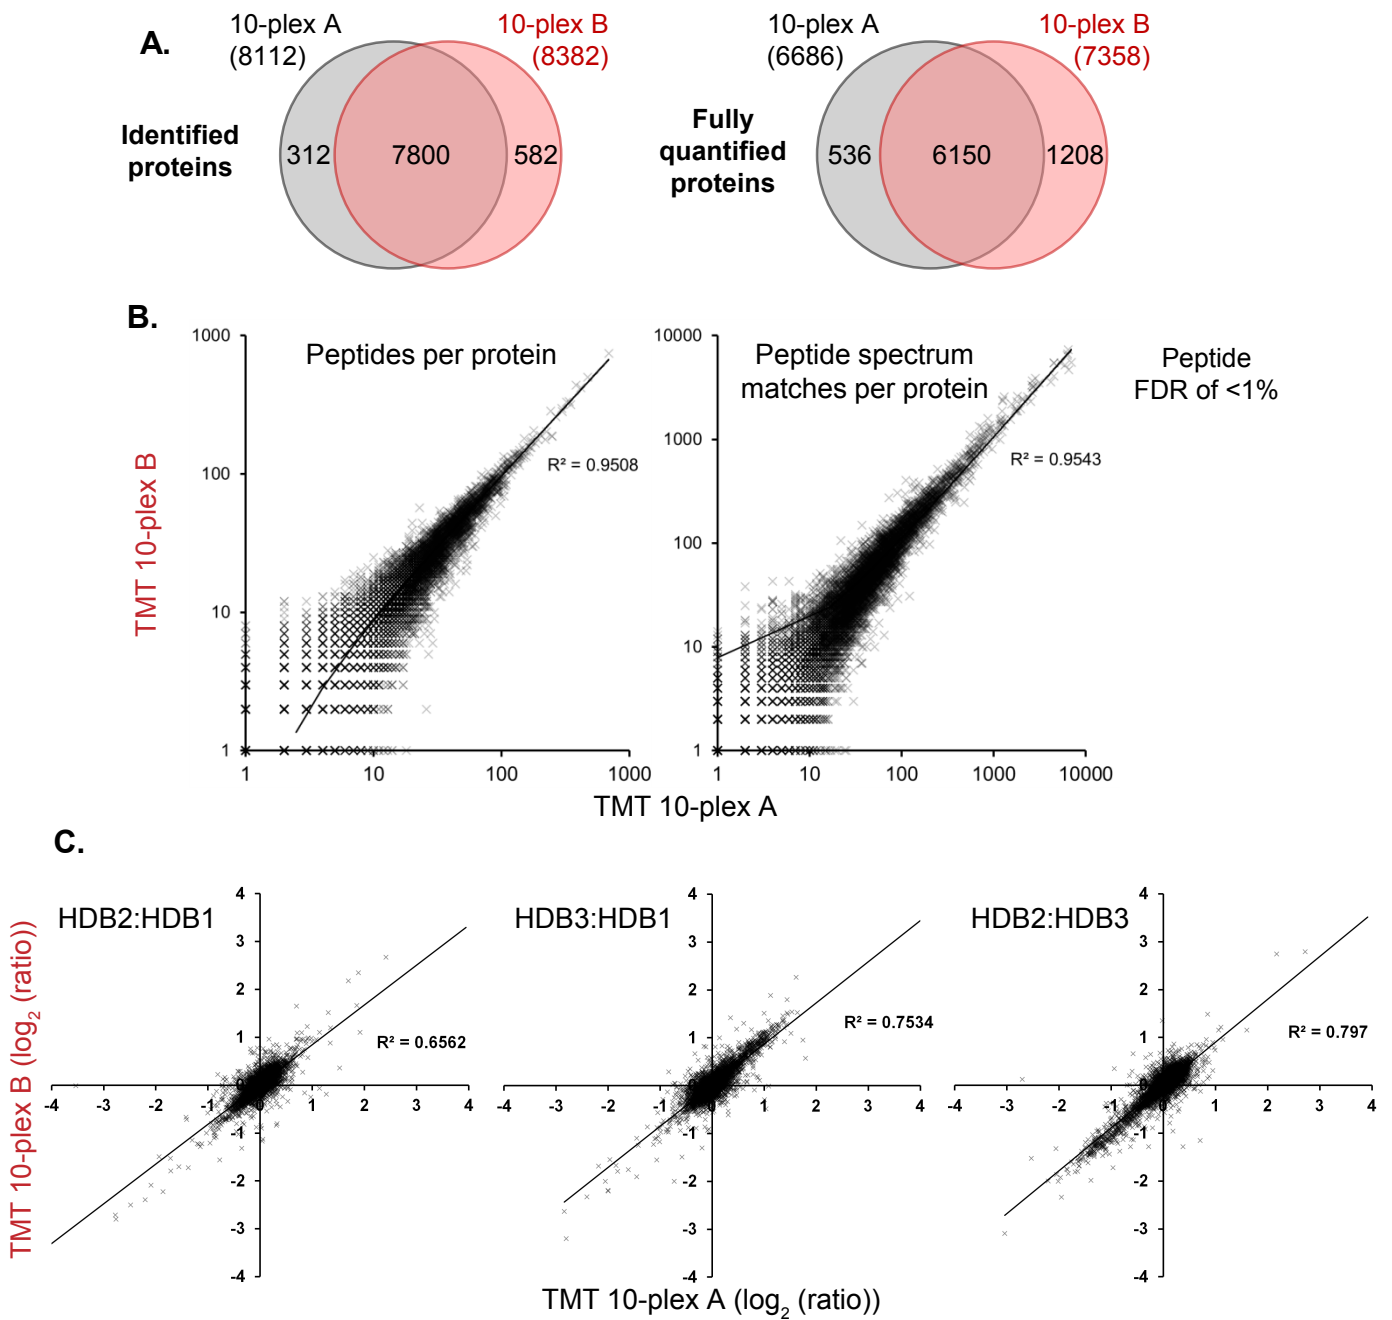 A.
10-plex A
(8112)
10-plex B
(8382)
Identified
proteins
312
7800
582
10-plex A
(6686)
10-plex B
(7358)
Fully
quantified
proteins
536
6150
1208
B.
TMT 10-plex B
1000
100
10
1
Peptides per protein
R² = 0.9508
1
10
100
1000
10000
1000
100
10
1
Peptide spectrum
matches per protein
R² = 0.9543
1
10
100
1000
10000
Peptide
FDR of <1%
TMT 10-plex A
C.
TMT 10-plex B (log2 (ratio))
HDB2:HDB1
4
3
2
1
0
-1
-2
-3
-4
-4
-3
-2
-1
0
1
2
3
4
R² = 0.6562
HDB3:HDB1
4
3
2
1
0
-1
-2
-3
-4
-4
-3
-2
-1
0
1
2
3
4
R² = 0.7534
HDB2:HDB3
4
3
2
1
0
-1
-2
-3
-4
-4
-3
-2
-1
0
1
2
3
4
R² = 0.797
TMT 10-plex A (log2 (ratio))